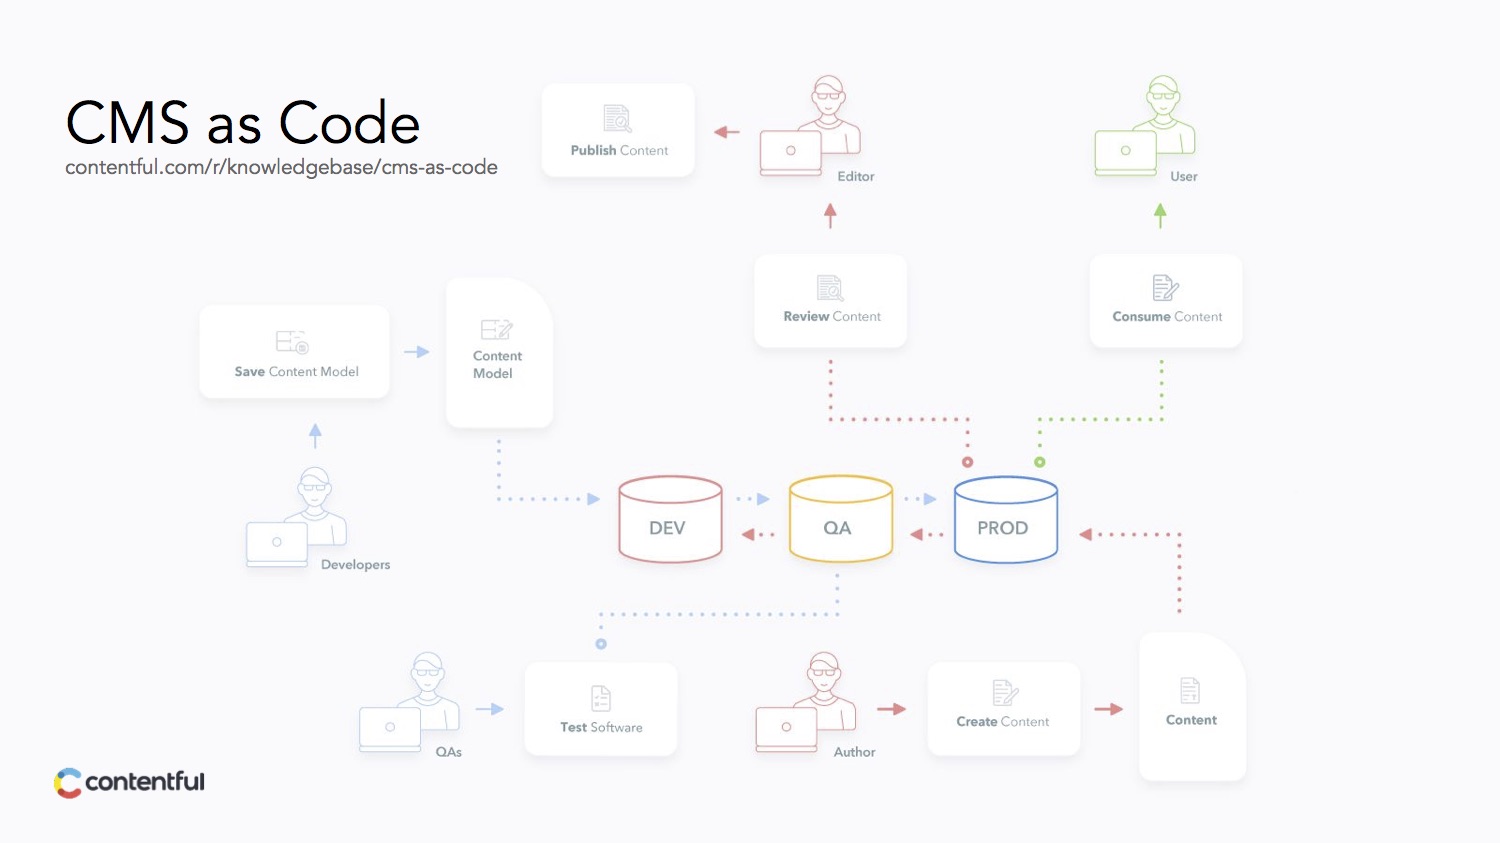 CMS as Code
contentful.com/r/knowledgebase/cms-as-code
Publish Content
Editor
User
Review Content
Consume Content
Save Content Model
Content
Model
Developers
DEV
QA
PROD
QAs
Test Software
Author
Create Content
Content
contentful